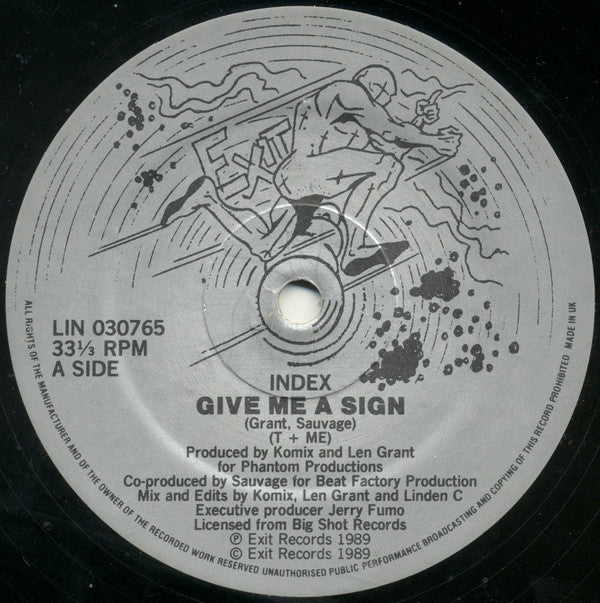 EXIT
LIN 030765
33⅓ RPM
A SIDE
INDEX
GIVE ME A SIGN
(Grant, Sauvage)
(T + ME)
Produced by Komix and Len Grant
for Phantom Productions
Co-produced by Sauvage for Beat Factory Production
Mix and Edits by Komix, Len Grant and Linden C
Executive producer Jerry Fumo
Licensed from Big Shot Records
Ⓟ Exit Records 1989
© Exit Records 1989
ALL RIGHTS OF THE MANUFACTURER AND OF THE OWNER OF THE RECORDED WORK RESERVED UNAUTHORISED PUBLIC PERFORMANCE BROADCASTING AND COPYING OF THIS RECORD PROHIBITED MADE IN UK